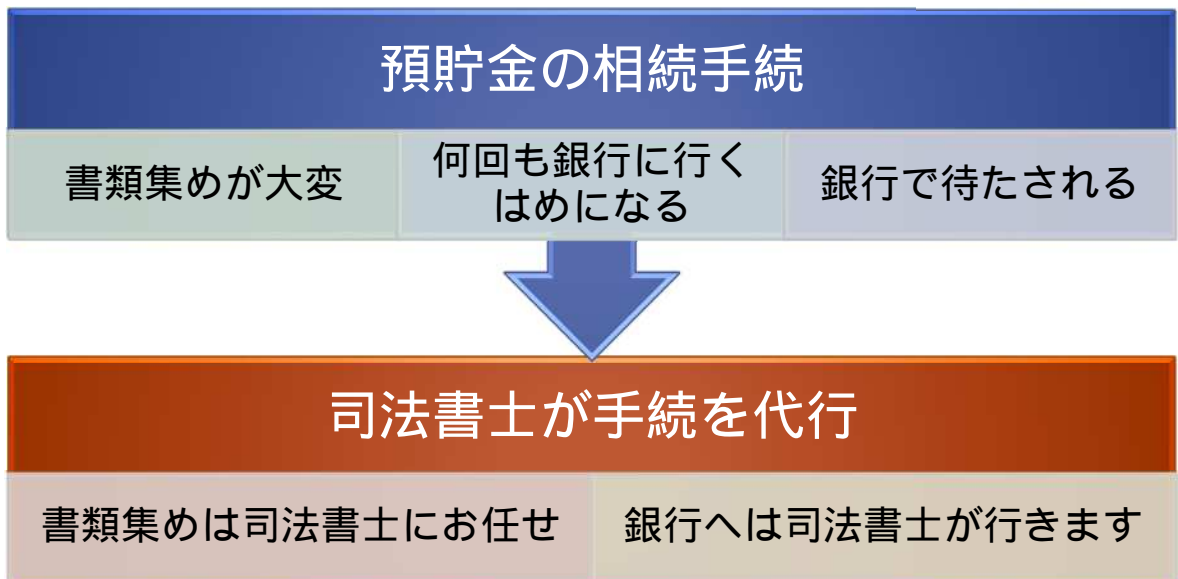 預貯金の相続手続
書類集めが大変
何回も銀行に行く
はめになる
銀行で待たされる
司法書士が手続を代行
書類集めは司法書士にお任せ
銀行へは司法書士が行きます